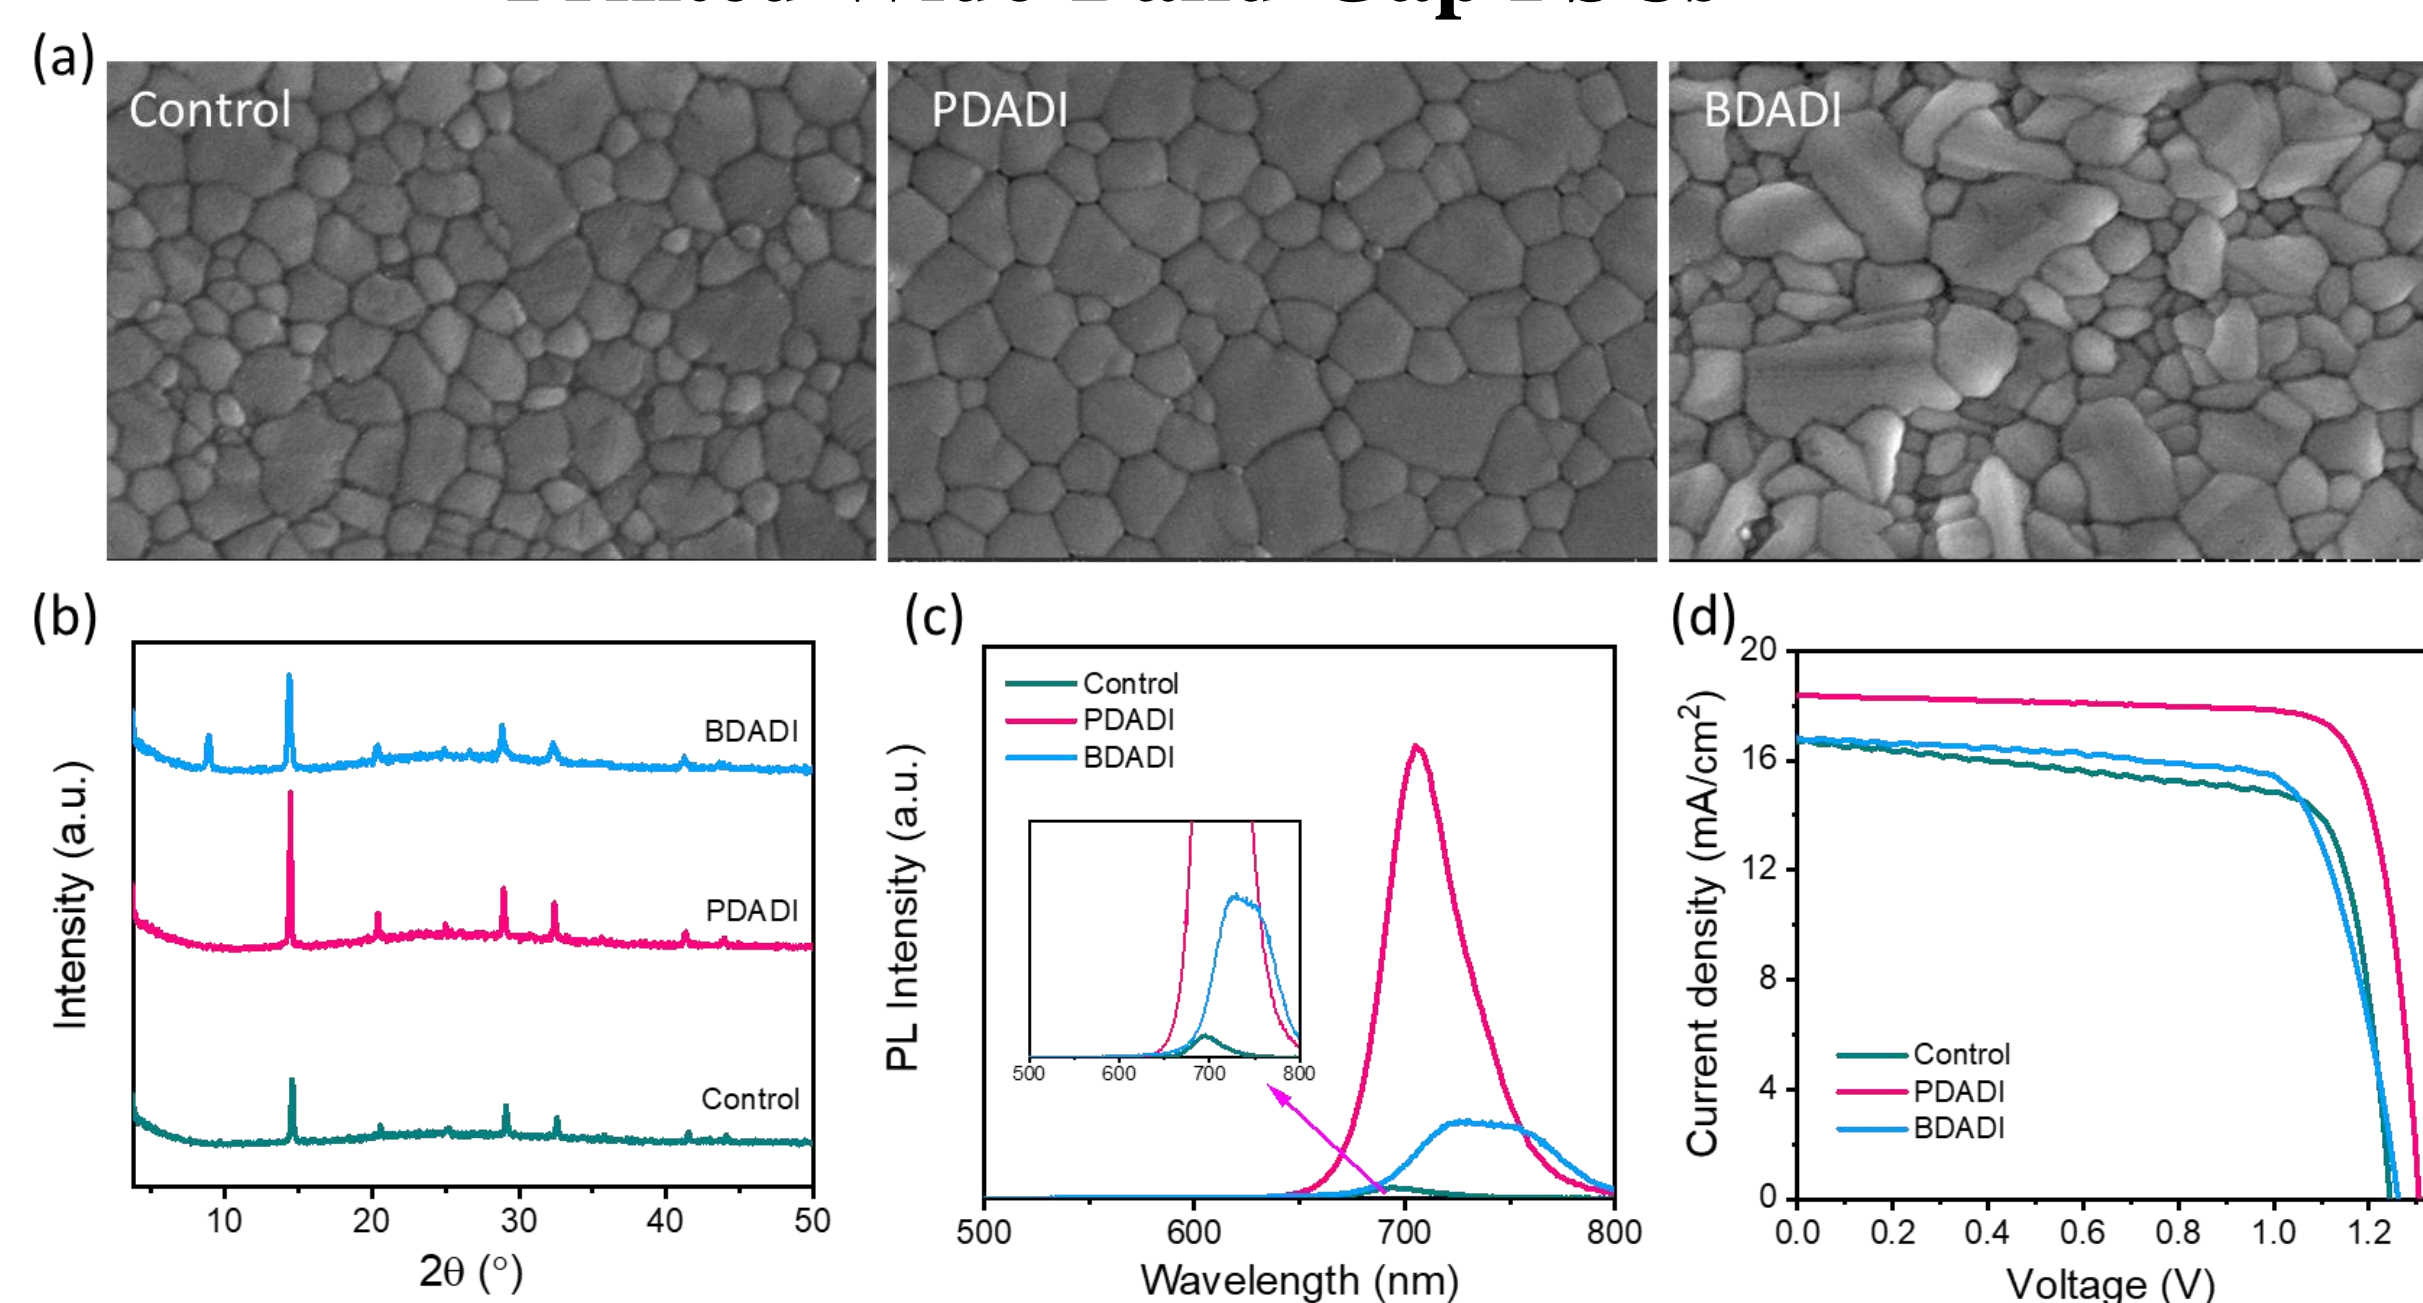 (a)
Control
PDADI
BDADI
(b)
BDADI
PDADI
Control
Intensity (a.u.)
10 20 30 40 50
2θ (°)
(c)
Control
PDADI
BDADI
PL Intensity (a.u.)
500 600 700 800
500 600 700 800
Wavelength (nm)
(d)
20
16
12
8
4
0
Current density (mA/cm²)
Control
PDADI
BDADI
0.0 0.2 0.4 0.6 0.8 1.0 1.2
Voltage (V)